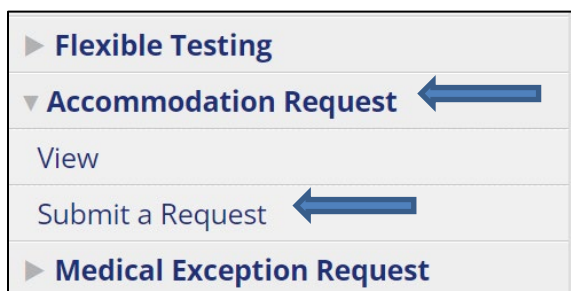 Flexible Testing
Accommodation Request
View
Submit a Request
Medical Exception Request